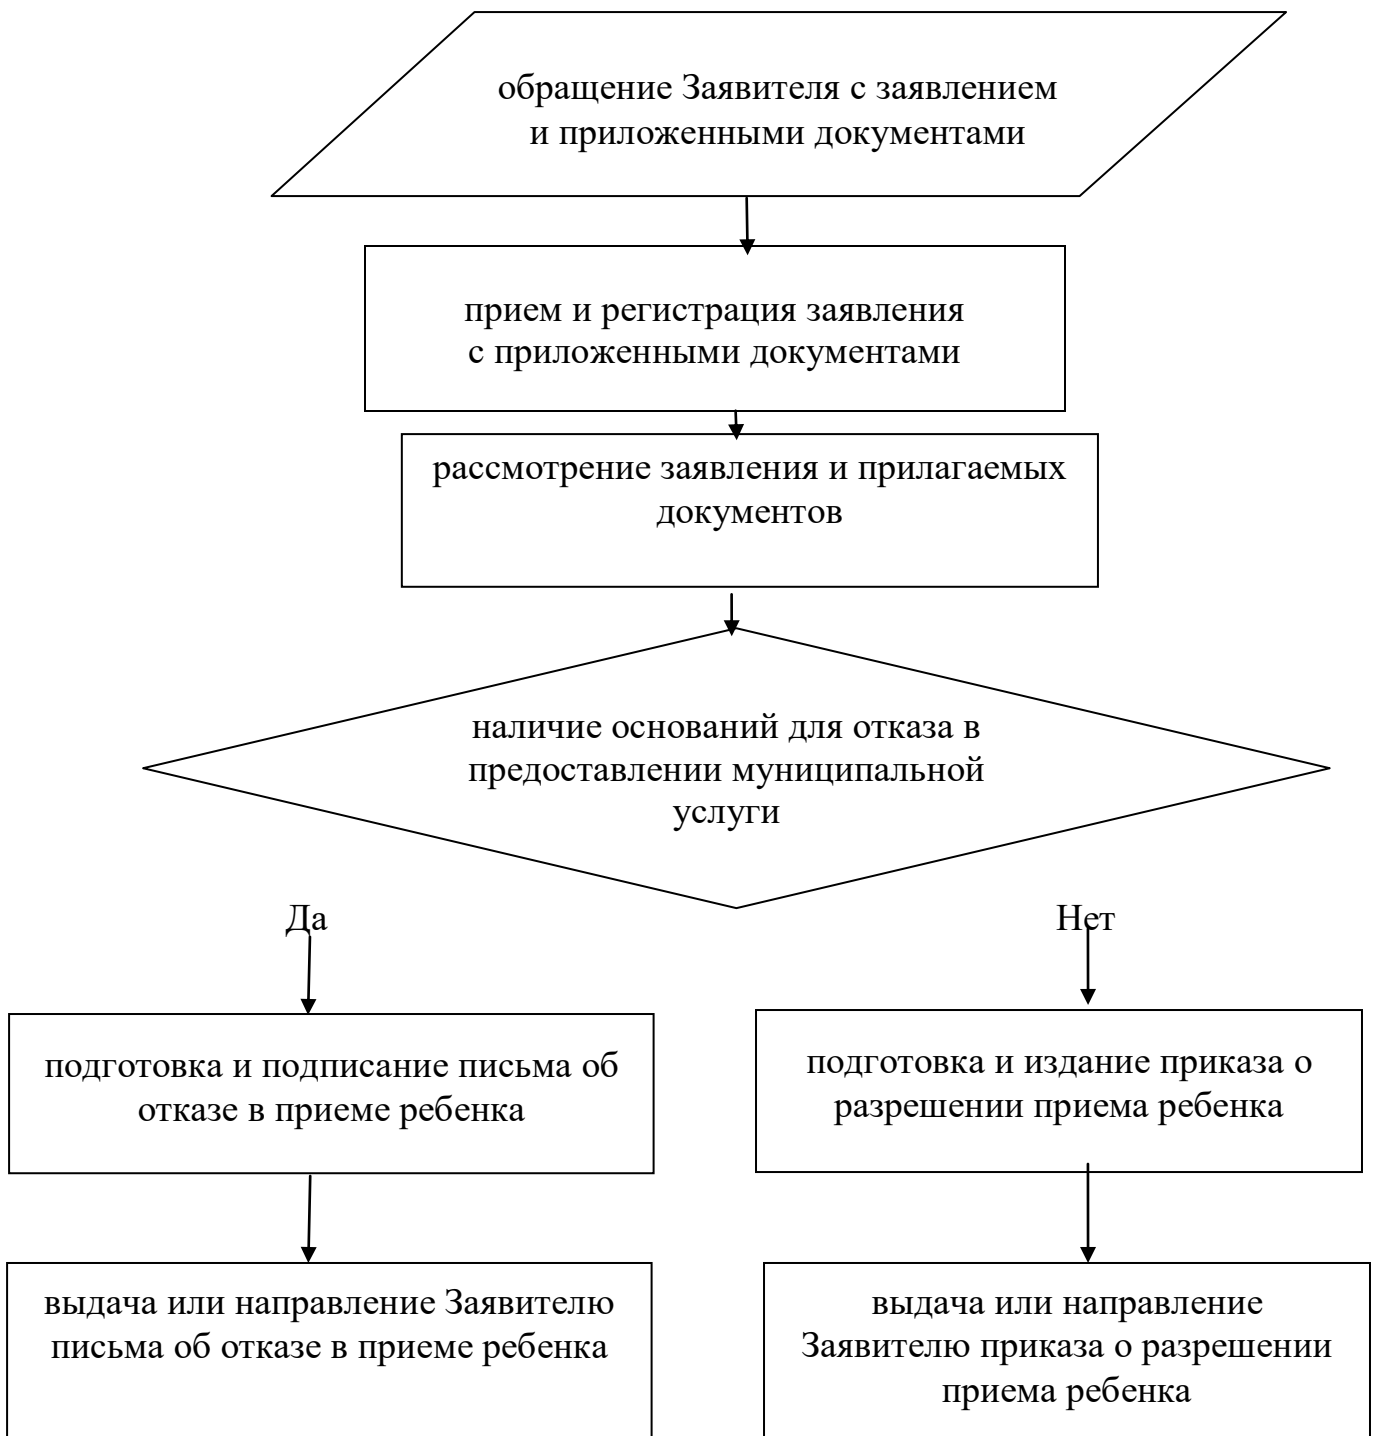 обращение Заявителя с заявлением
и приложенными документами
прием и регистрация заявления
с приложенными документами
рассмотрение заявления и прилагаемых
документов
наличие оснований для отказа в
предоставлении муниципальной
услуги
Да
Нет
подготовка и подписание письма об
отказе в приеме ребенка
подготовка и издание приказа о
разрешении приема ребенка
выдача или направление Заявителю
письма об отказе в приеме ребенка
выдача или направление
Заявителю приказа о разрешении
приема ребенка